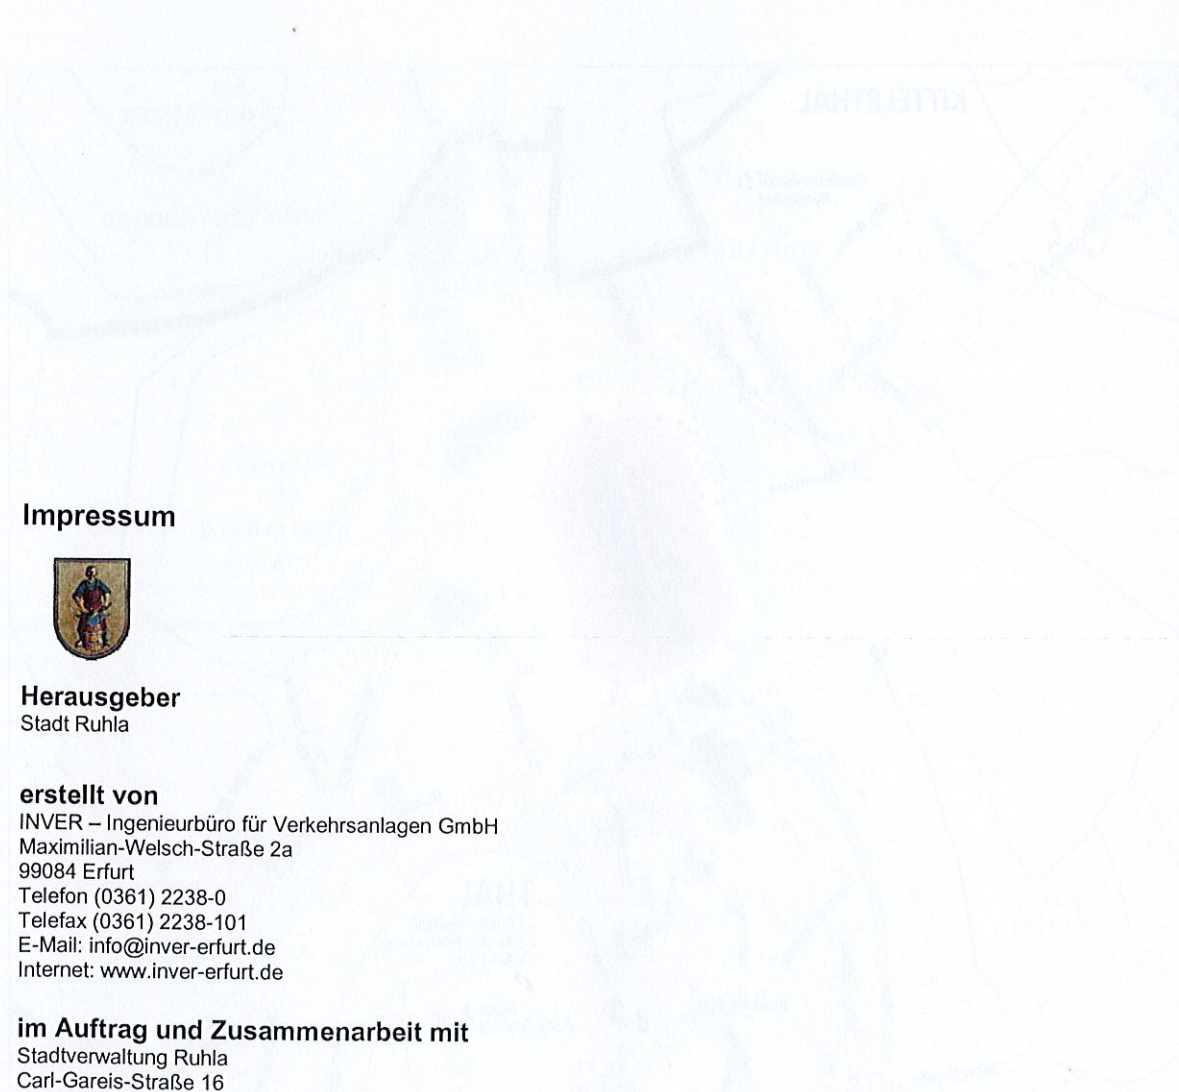 Impressum
Herausgeber
Stadt Ruhla
erstellt von
INVER – Ingenieurbüro für Verkehrsanlagen GmbH
Maximilian-Welsch-Straße 2a
99084 Erfurt
Telefon (0361) 2238-0
Telefax (0361) 2238-101
E-Mail: info@inver-erfurt.de
Internet: www.inver-erfurt.de
im Auftrag und Zusammenarbeit mit
Stadtverwaltung Ruhla
Carl-Gareis-Straße 16
KITTELSTHAL
THAL